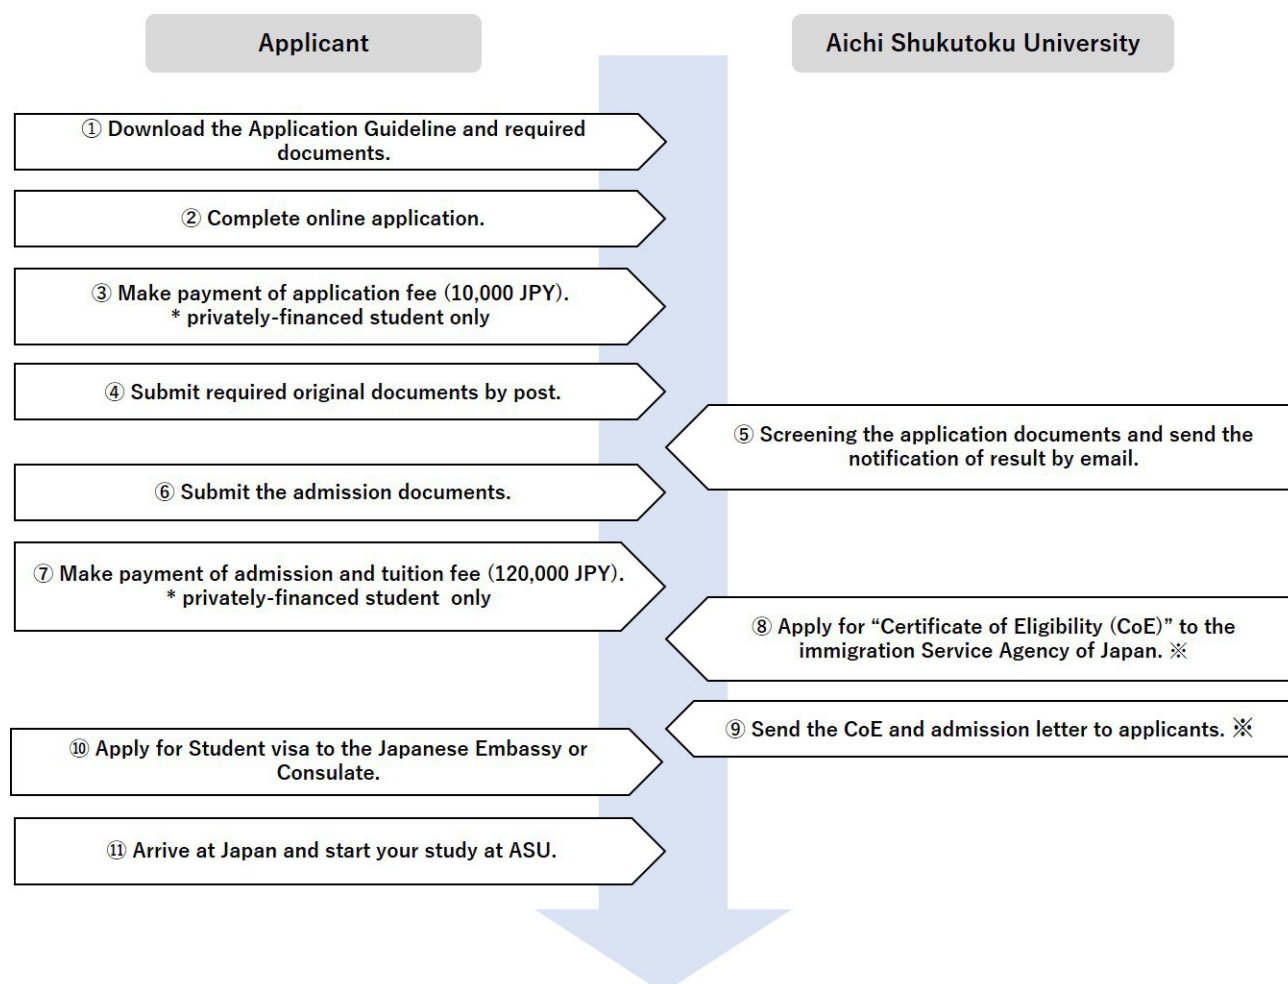 Applicant
Aichi Shukutoku University
① Download the Application Guideline and required
documents.
② Complete online application.
③ Make payment of application fee (10,000 JPY).
* privately-financed student only
④ Submit required original documents by post.
⑤ Screening the application documents and send the
notification of result by email.
⑥ Submit the admission documents.
⑦ Make payment of admission and tuition fee (120,000 JPY).
* privately-financed student only
⑧ Apply for “Certificate of Eligibility (CoE)” to the
immigration Service Agency of Japan. ※
⑨ Send the CoE and admission letter to applicants. ※
⑩ Apply for Student visa to the Japanese Embassy or
Consulate.
⑪ Arrive at Japan and start your study at ASU.